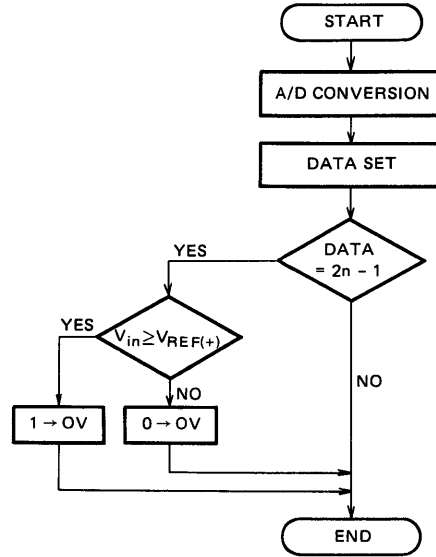 START
A/D CONVERSION
DATA SET
DATA
= 2n - 1
YES
YES
Vin≥VREF(+)
NO
NO
1 → OV
0 → OV
END